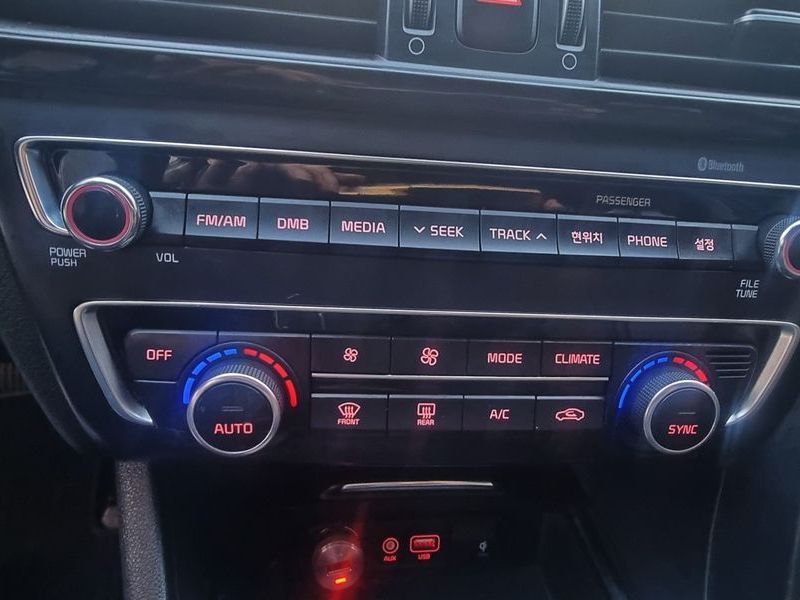 Bluetooth
PASSENGER
FM/AM DMB MEDIA SEEK TRACK 현위치 PHONE 설정
POWER
PUSH
VOL
FILE
TUNE
OFF MODE CLIMATE
AUTO FRONT REAR A/C SYNC
AUX USB